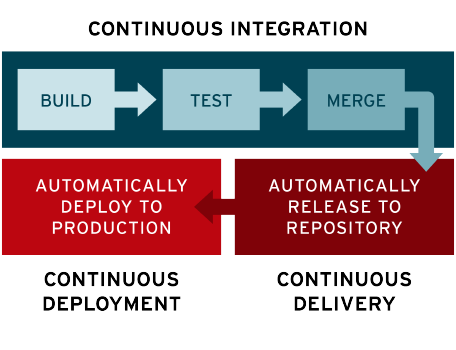 CONTINUOUS INTEGRATION
BUILD
TEST
MERGE
AUTOMATICALLY
DEPLOY TO
PRODUCTION
AUTOMATICALLY
RELEASE TO
REPOSITORY
CONTINUOUS
DEPLOYMENT
CONTINUOUS
DELIVERY